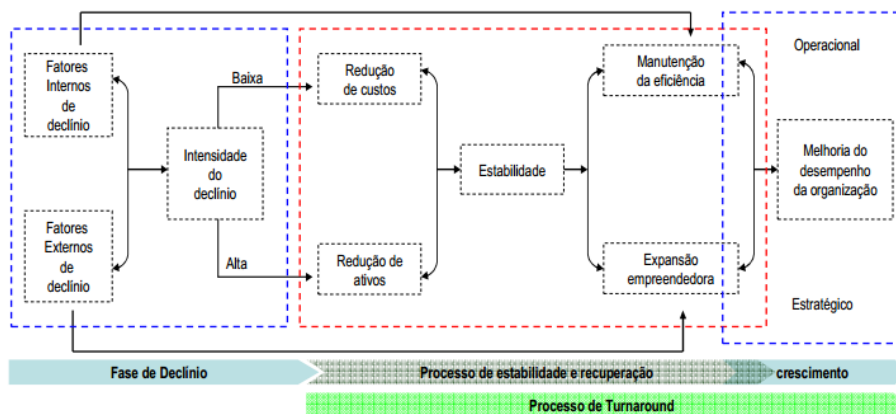 Fatores
Internos
de
declínio
Fatores
Externos
de
declínio
Intensidade
do
declínio
Baixa
Alta
Redução
de custos
Redução de
ativos
Estabilidade
Manutenção
da eficiência
Expansão
empreendedora
Operacional
Melhoria do
desempenho
da organização
Estratégico
Fase de Declínio
Processo de estabilidade e recuperação
crescimento
Processo de Turnaround